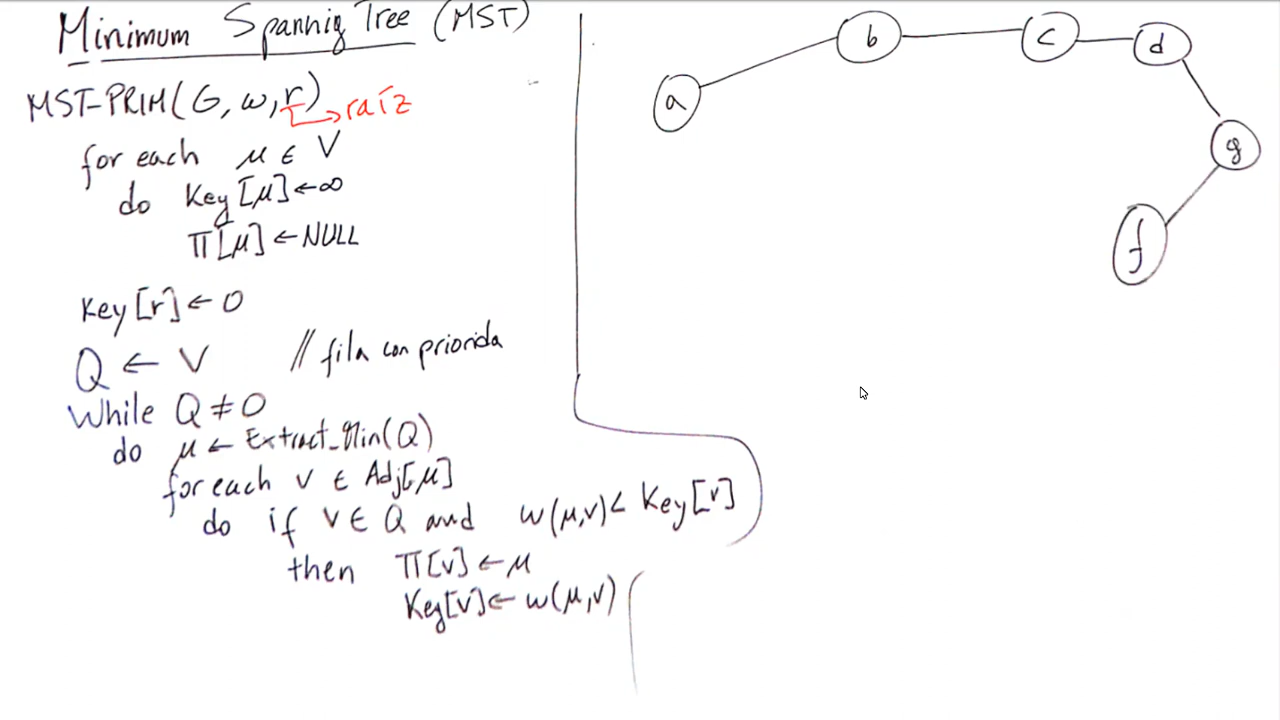 Minimum Spannig Tree (MST)
MST-PRIM(G, w, r)
raíz
for each μ ∈ V
do Key[μ] ← ∞
π[μ] ← NULL
Key[r] ← 0
Q ← V // fila con priorida
While Q ≠ 0
do μ ← Extract_Min(Q)
for each v ∈ Adj[μ]
do if v ∈ Q and w(μ,v) < Key[v]
then π[v] ← μ
Key[v] ← w(μ,v)
a
b
c
d
g
f